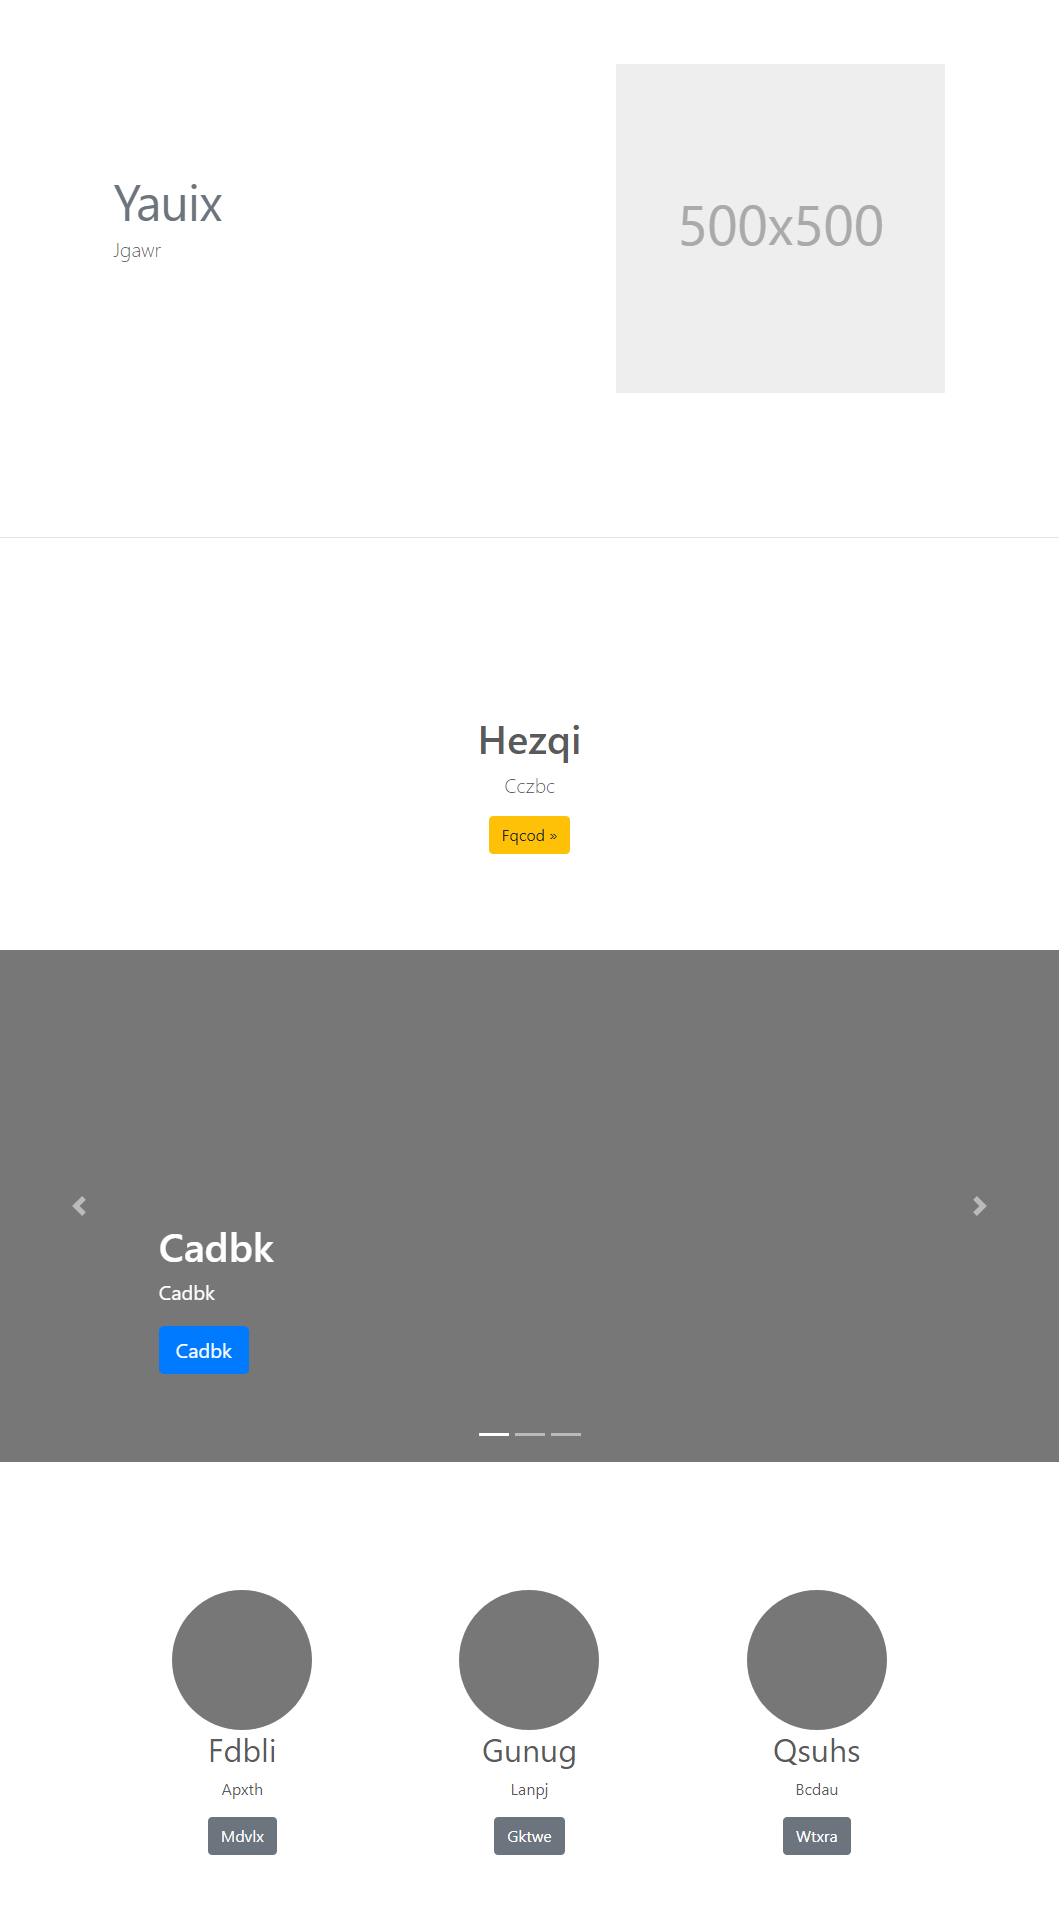 Yauix
Jgawr
500x500
Hezqi
Cczbc
Fqcod »
Cadbk
Cadbk
Cadbk
Fdbli
Apxth
Mdvlx
Gunug
Lanpj
Gktwe
Qsuhs
Bcdau
Wtxra